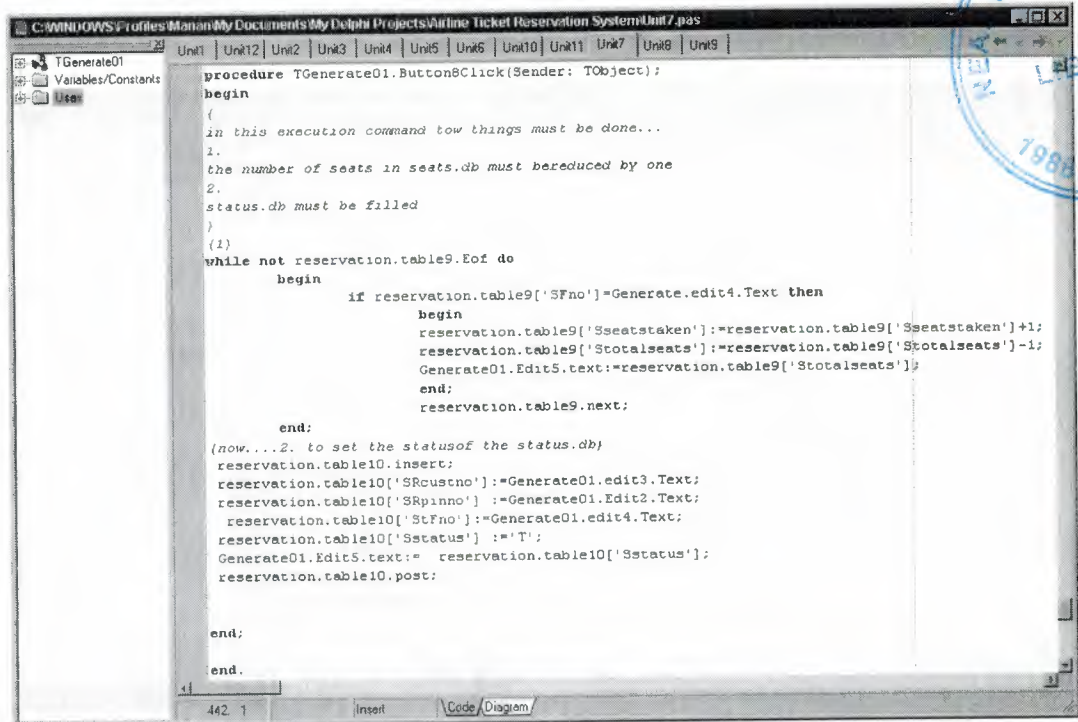 C:\WINDOWS\Profiles\Manan\My Documents\My Delphi Projects\Airline Ticket Reservation System\Unit7.pas
TGenerate01
Variables/Constants
Uses
Unit1 Unit12 Unit2 Unit3 Unit4 Unit5 Unit6 Unit10 Unit11 Unit7 Unit8 Unit9
procedure TGenerate01.Button8Click(Sender: TObject);
begin
{
in this execution command tow things must be done...
1.
the number of seats in seats.db must bereduced by one
2.
status.db must be filled
}
{1}
while not reservation.table9.Eof do
begin
if reservation.table9['SFno']=Generate.edit4.Text then
begin
reservation.table9['Sseatstaken']:=reservation.table9['Sseatstaken']+1;
reservation.table9['Stotalseats']:=reservation.table9['Stotalseats']-1;
Generate01.Edit5.text:=reservation.table9['Stotalseats'];
end;
reservation.table9.next;
end;
{now....2. to set the statusof the status.db}
reservation.table10.insert;
reservation.table10['SRcustno']:=Generate01.edit3.Text;
reservation.table10['SRpinno'] :=Generate01.Edit2.Text;
reservation.table10['StFno']:=Generate01.edit4.Text;
reservation.table10['Sstatus'] :='T';
Generate01.Edit5.text:= reservation.table10['Sstatus'];
reservation.table10.post;
end;
end.
442: 1 Insert \Code/Diagram/
1988